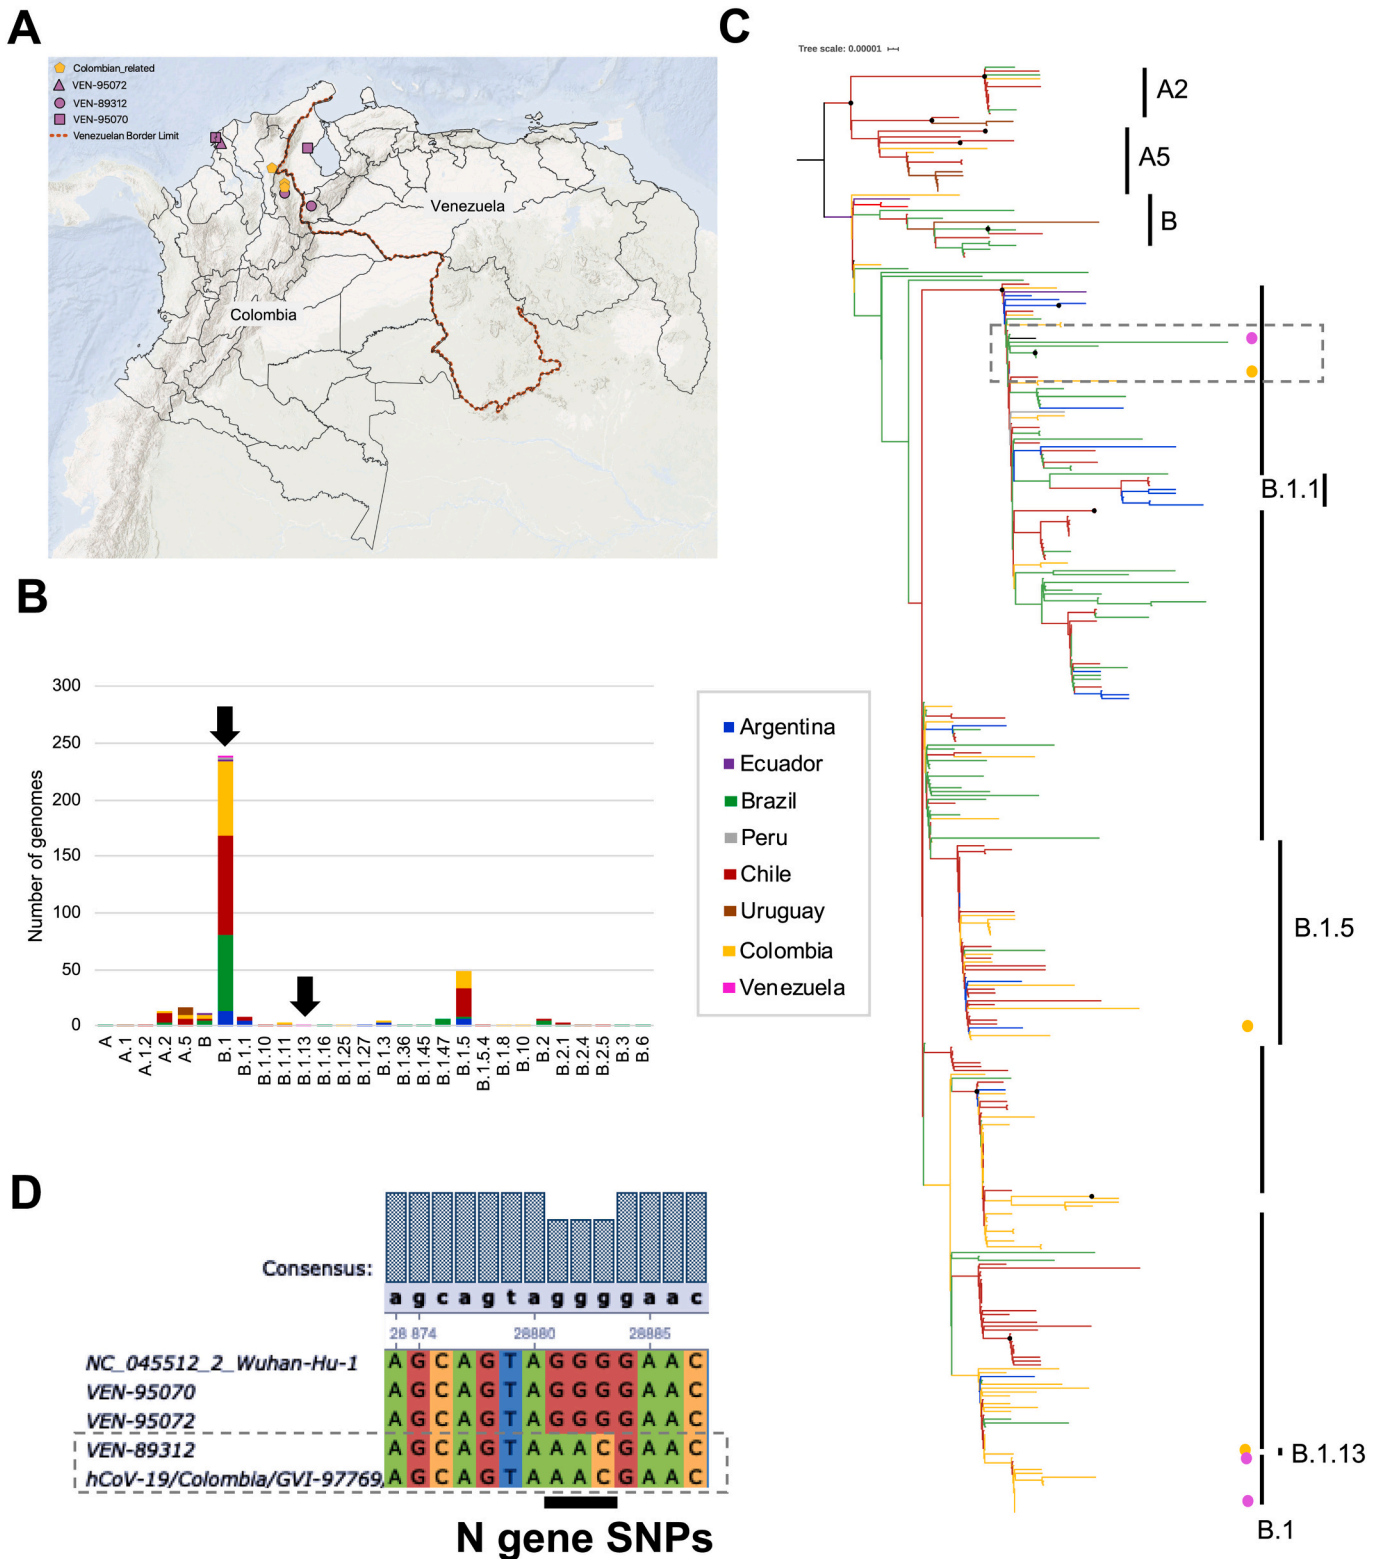 A
Colombian_related
VEN-95072
VEN-89312
VEN-95070
Venezuelan Border Limit
Venezuela
Colombia
B
Number of genomes
300
250
200
150
100
50
0
A
A.1
A.1.2
A.2
A.5
B
B.1
B.1.1
B.1.10
B.1.11
B.1.13
B.1.16
B.1.25
B.1.27
B.1.3
B.1.36
B.1.45
B.1.47
B.1.5
B.1.5.4
B.1.8
B.10
B.2
B.2.1
B.2.4
B.2.5
B.3
B.6
Argentina
Ecuador
Brazil
Peru
Chile
Uruguay
Colombia
Venezuela
C
Tree scale: 0.00001
A2
A5
B
B.1.1
B.1.5
B.1.13
B.1
D
Consensus:
a g c a g t a g g g g a a c
28 874 28880 28885
NC_045512_2_Wuhan-Hu-1 A G C A G T A G G G G A A C
VEN-95070 A G C A G T A G G G G A A C
VEN-95072 A G C A G T A G G G G A A C
VEN-89312 A G C A G T A A A C G A A C
hCoV-19/Colombia/GVI-97769/ A G C A G T A A A C G A A C
N gene SNPs